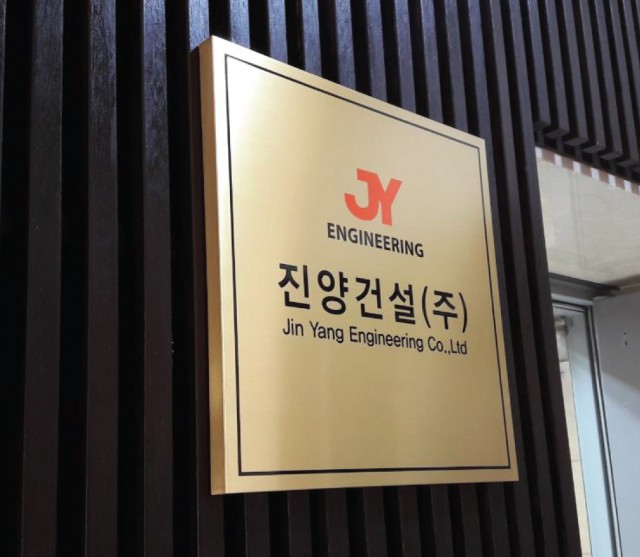 JY
ENGINEERING
진양건설(주)
Jin Yang Engineering Co.,Ltd